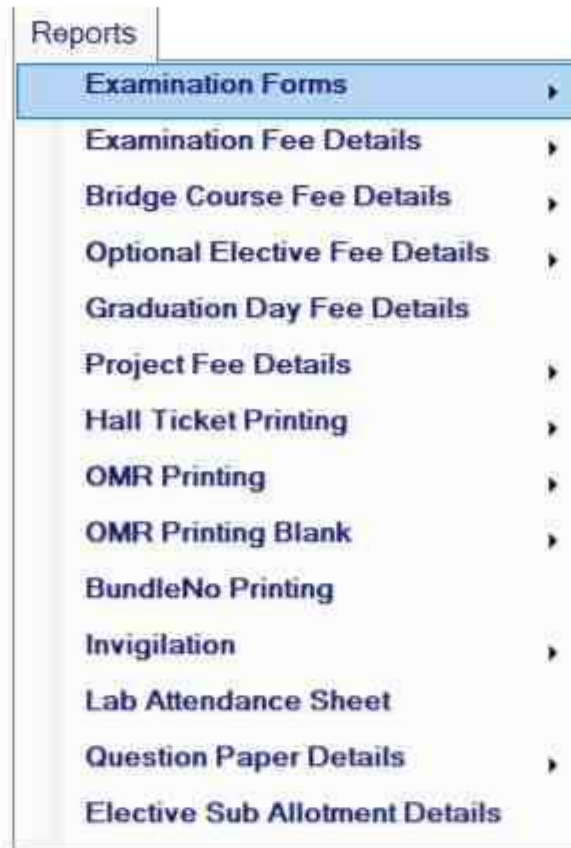 Reports
Examination Forms
Examination Fee Details
Bridge Course Fee Details
Optional Elective Fee Details
Graduation Day Fee Details
Project Fee Details
Hall Ticket Printing
OMR Printing
OMR Printing Blank
BundleNo Printing
Invigilation
Lab Attendance Sheet
Question Paper Details
Elective Sub Allotment Details